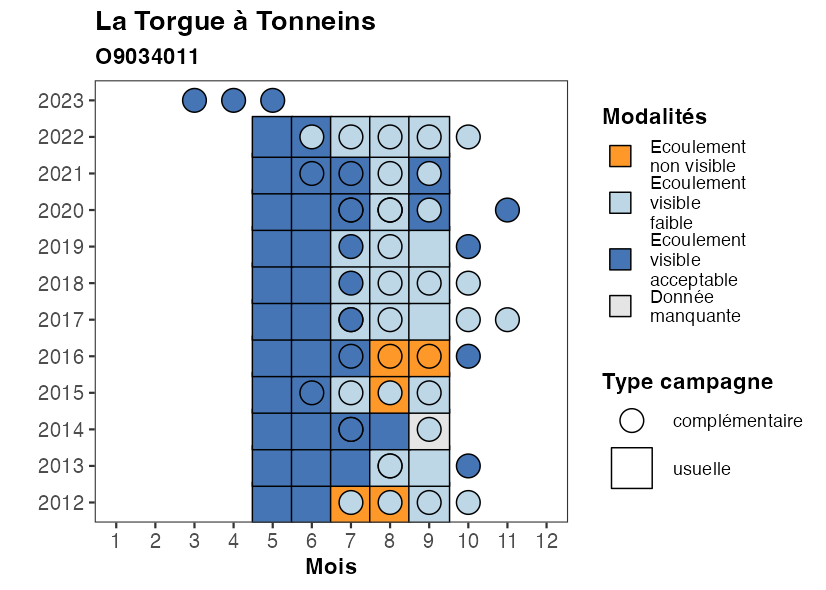 La Torgue à Tonneins
O9034011
2023
2022
2021
2020
2019
2018
2017
2016
2015
2014
2013
2012
1 2 3 4 5 6 7 8 9 10 11 12
Mois
Modalités
Ecoulement
non visible
Ecoulement
visible
faible
Ecoulement
visible
acceptable
Donnée
manquante
Type campagne
complémentaire
usuelle